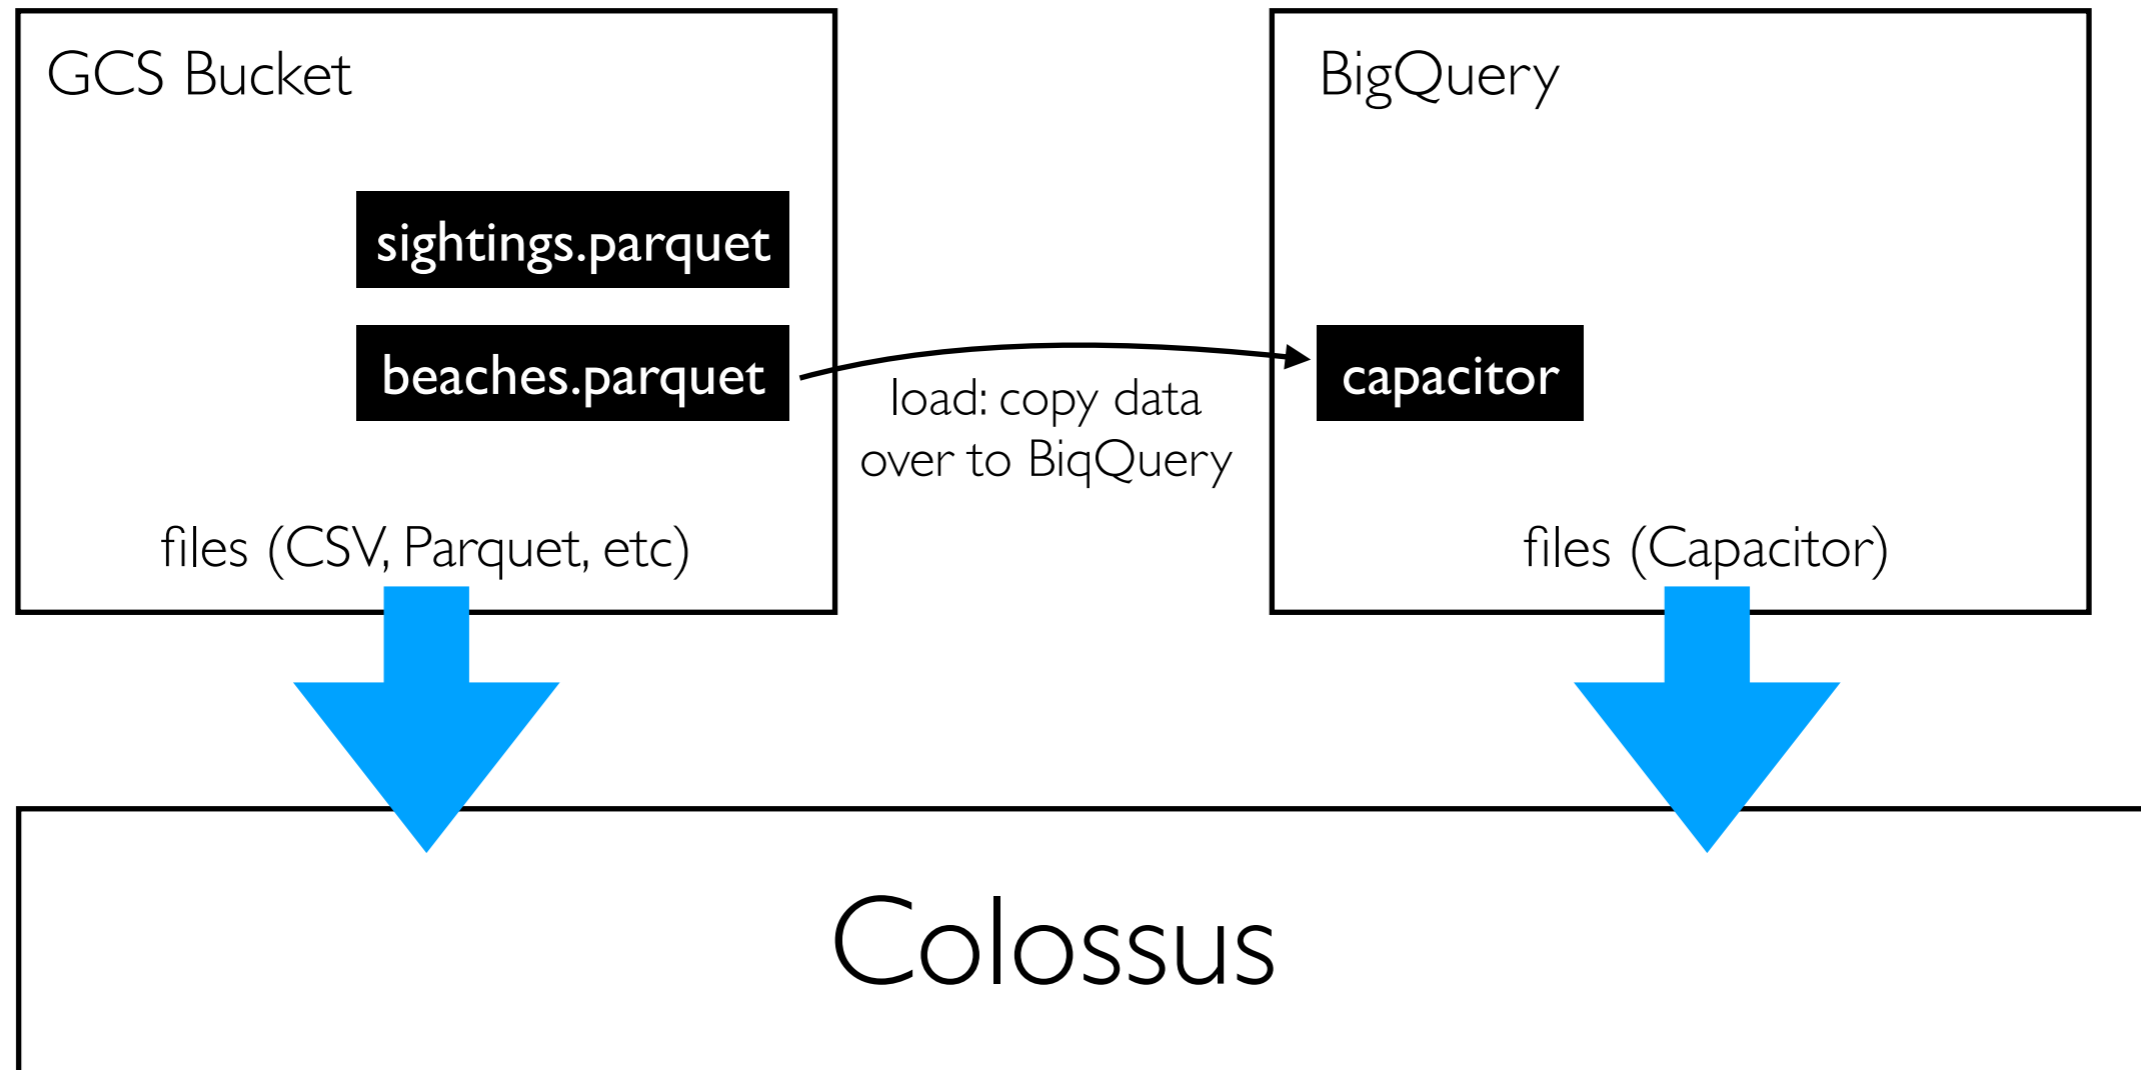 GCS Bucket
sightings.parquet
beaches.parquet
files (CSV, Parquet, etc)
load: copy data
over to BiqQuery
BigQuery
capacitor
files (Capacitor)
Colossus